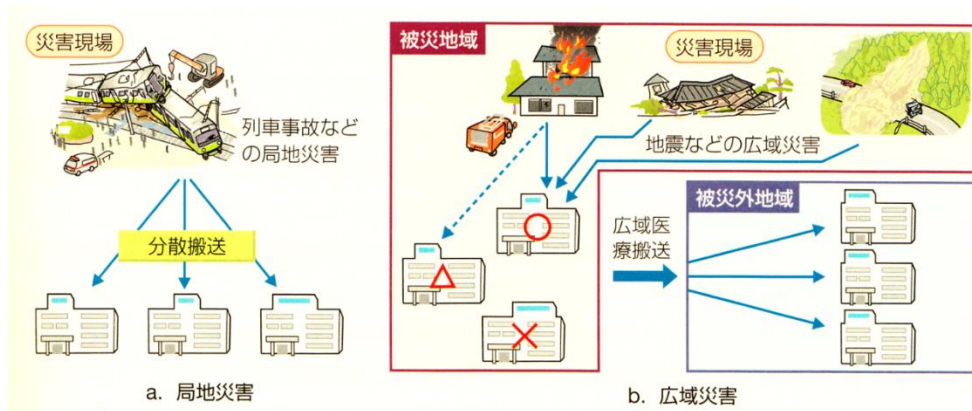 災害現場
列車事故など
の局地災害
分散搬送
a. 局地災害
被災地域
災害現場
地震などの広域災害
広域医
療搬送
被災外地域
b. 広域災害